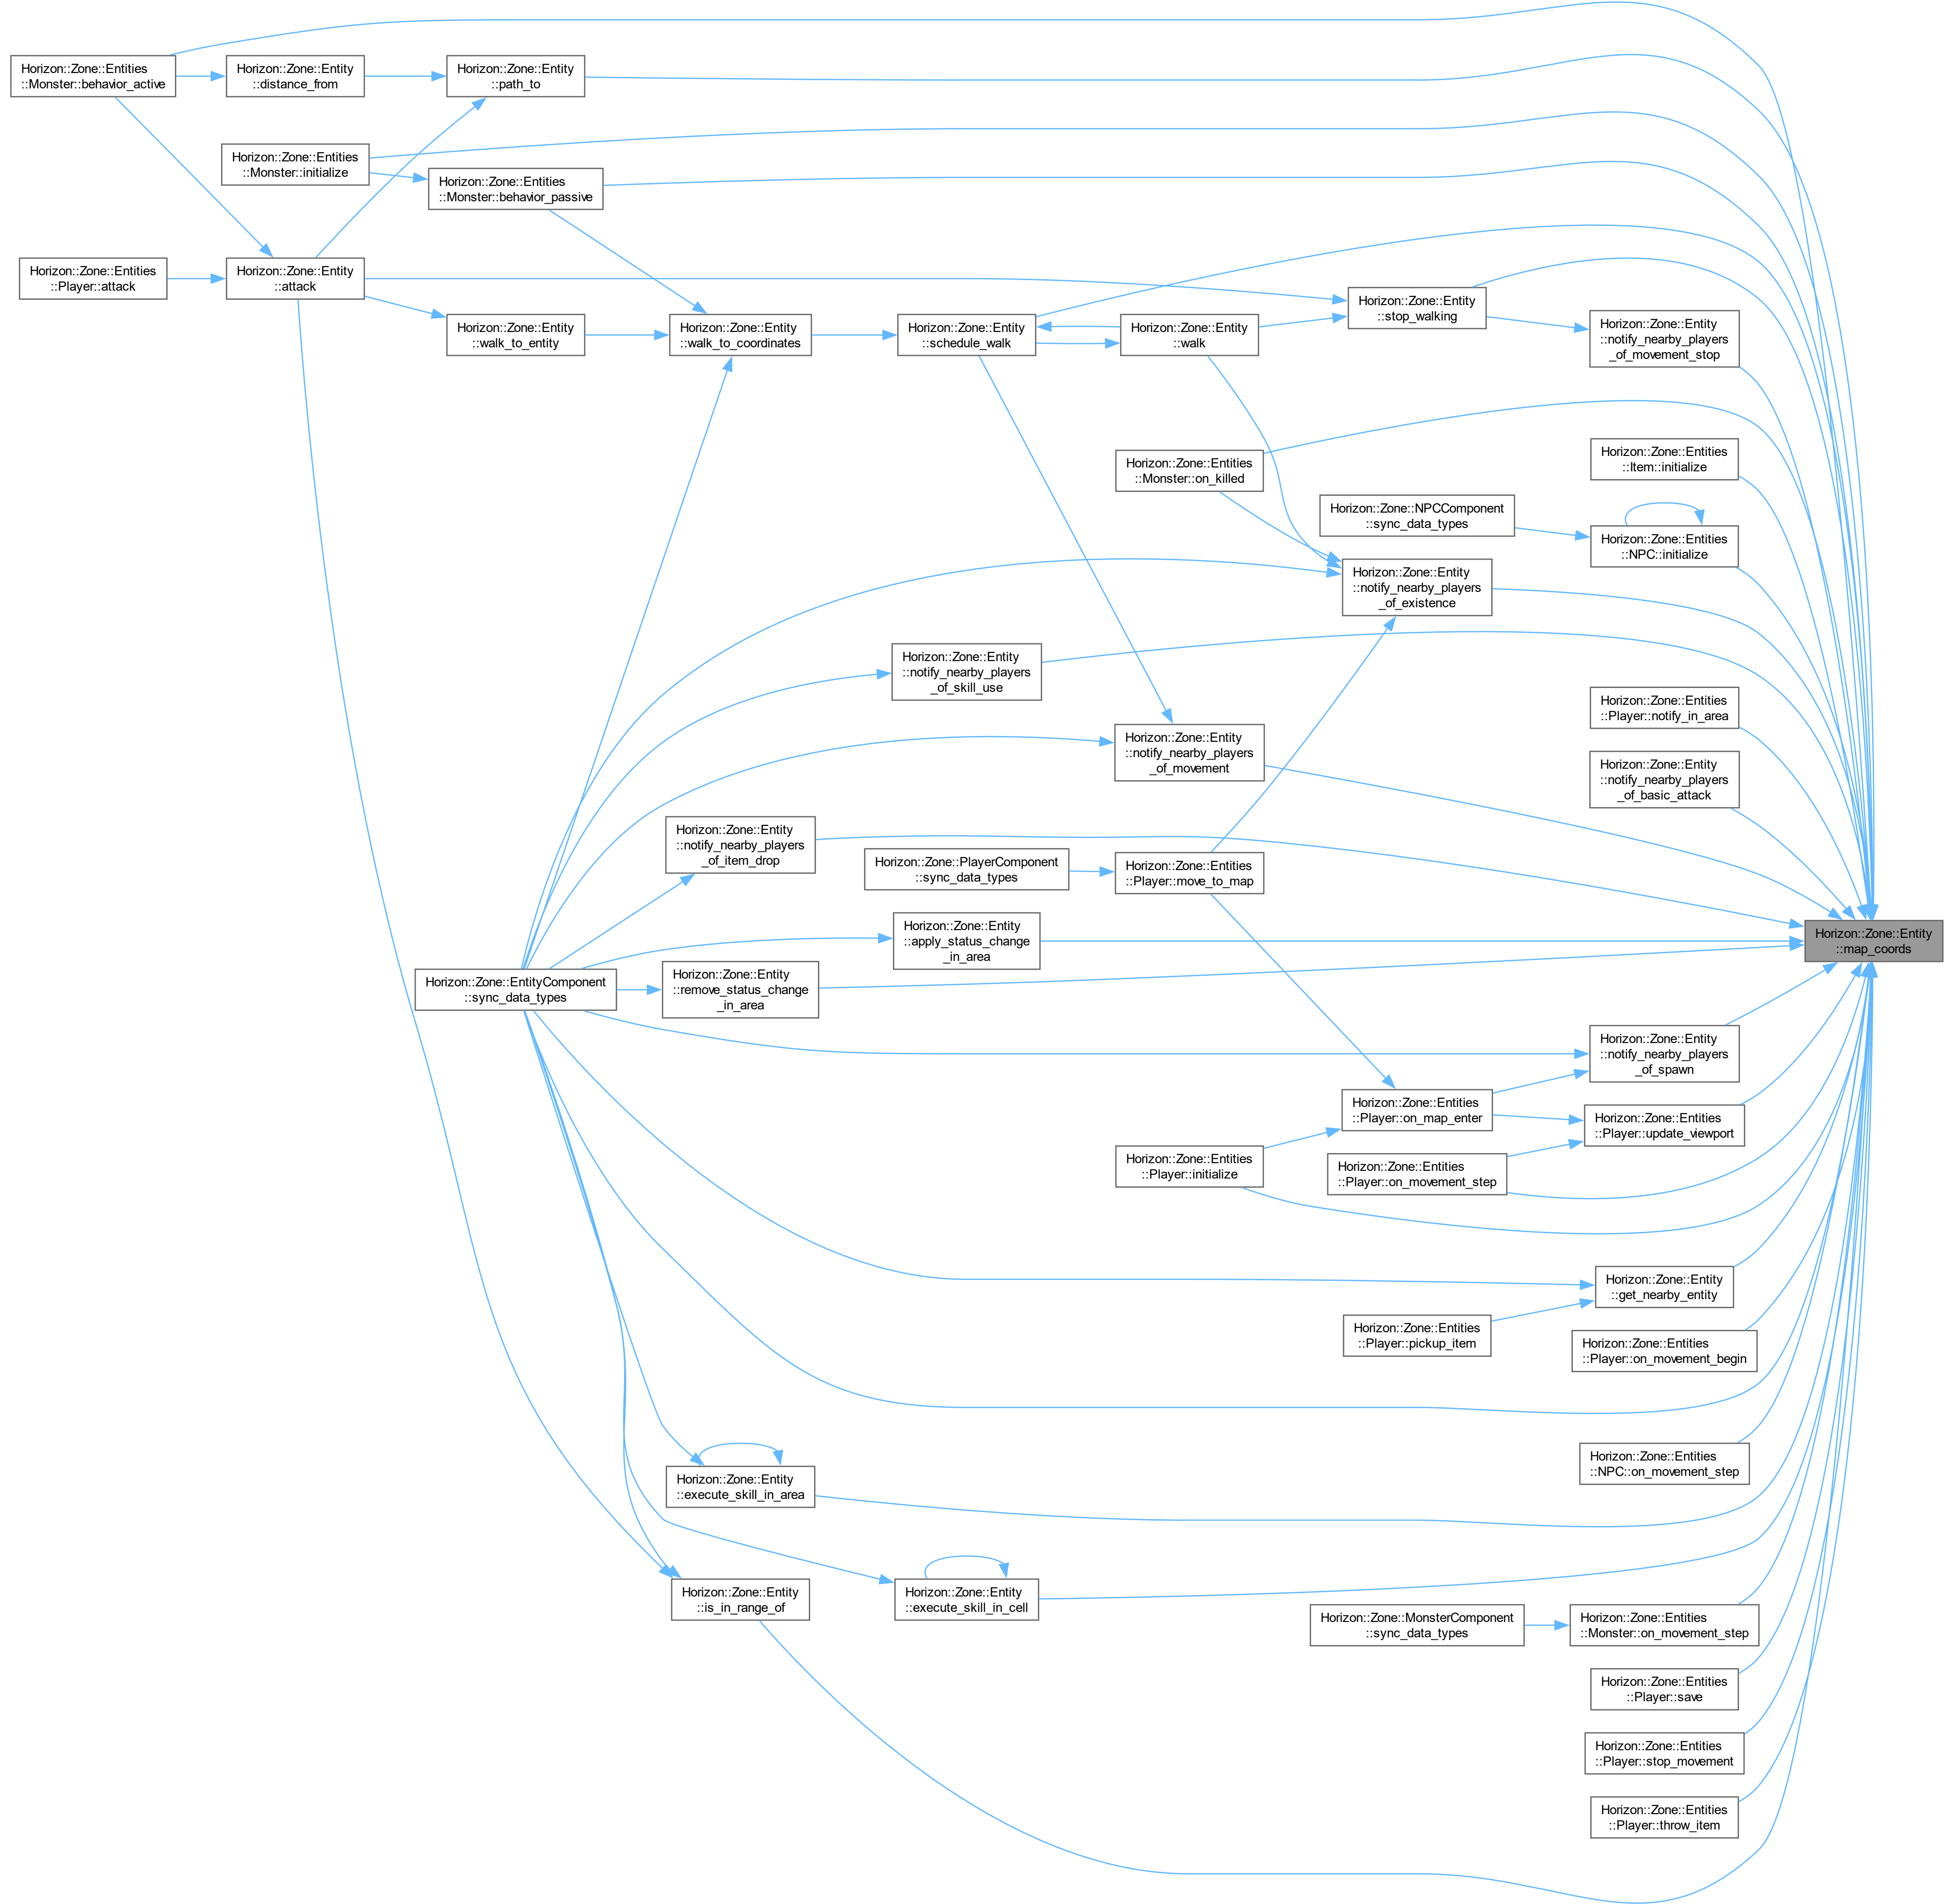 Horizon::Zone::Entities
::Monster::behavior_active
Horizon::Zone::Entity
::distance_from
Horizon::Zone::Entity
::path_to
Horizon::Zone::Entities
::Monster::initialize
Horizon::Zone::Entities
::Monster::behavior_passive
Horizon::Zone::Entities
::Player::attack
Horizon::Zone::Entity
::attack
Horizon::Zone::Entity
::walk_to_entity
Horizon::Zone::Entity
::walk_to_coordinates
Horizon::Zone::Entity
::schedule_walk
Horizon::Zone::Entity
::walk
Horizon::Zone::Entity
::stop_walking
Horizon::Zone::Entity
::notify_nearby_players
_of_movement_stop
Horizon::Zone::Entities
::Monster::on_killed
Horizon::Zone::Entities
::Item::initialize
Horizon::Zone::NPCComponent
::sync_data_types
Horizon::Zone::Entities
::NPC::initialize
Horizon::Zone::Entity
::notify_nearby_players
_of_existence
Horizon::Zone::Entity
::notify_nearby_players
_of_skill_use
Horizon::Zone::Entities
::Player::notify_in_area
Horizon::Zone::Entity
::notify_nearby_players
_of_movement
Horizon::Zone::Entity
::notify_nearby_players
_of_basic_attack
Horizon::Zone::Entity
::notify_nearby_players
_of_item_drop
Horizon::Zone::PlayerComponent
::sync_data_types
Horizon::Zone::Entities
::Player::move_to_map
Horizon::Zone::Entity
::apply_status_change
_in_area
Horizon::Zone::Entity
::map_coords
Horizon::Zone::EntityComponent
::sync_data_types
Horizon::Zone::Entity
::remove_status_change
_in_area
Horizon::Zone::Entity
::notify_nearby_players
_of_spawn
Horizon::Zone::Entities
::Player::on_map_enter
Horizon::Zone::Entities
::Player::update_viewport
Horizon::Zone::Entities
::Player::initialize
Horizon::Zone::Entities
::Player::on_movement_step
Horizon::Zone::Entity
::get_nearby_entity
Horizon::Zone::Entities
::Player::pickup_item
Horizon::Zone::Entities
::Player::on_movement_begin
Horizon::Zone::Entities
::NPC::on_movement_step
Horizon::Zone::Entity
::execute_skill_in_area
Horizon::Zone::Entity
::is_in_range_of
Horizon::Zone::Entity
::execute_skill_in_cell
Horizon::Zone::MonsterComponent
::sync_data_types
Horizon::Zone::Entities
::Monster::on_movement_step
Horizon::Zone::Entities
::Player::save
Horizon::Zone::Entities
::Player::stop_movement
Horizon::Zone::Entities
::Player::throw_item